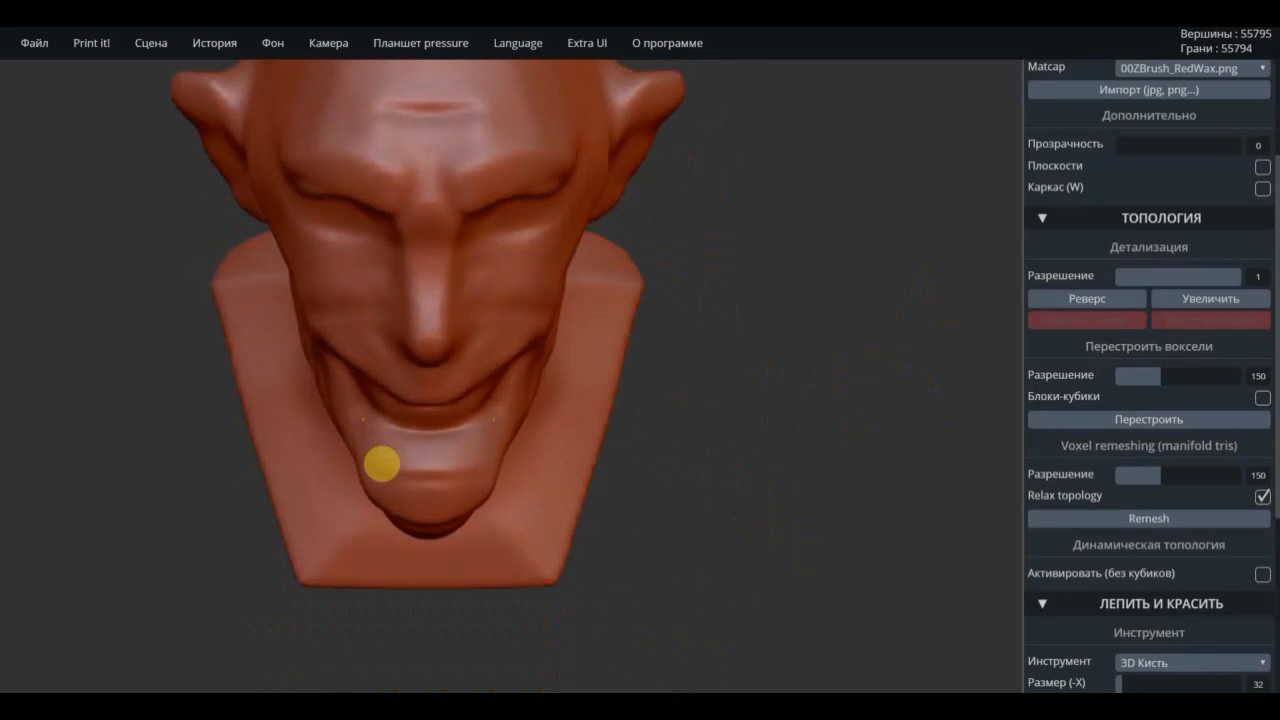 Файл Print it! Сцена История Фон Камера Планшет pressure Language Extra UI О программе
Вершины : 55795
Грани : 55794
Matcap 00ZBrush_RedWax.png
Импорт (jpg, png...)
Дополнительно
Прозрачность 0
Плоскости
Каркас (W)
ТОПОЛОГИЯ
Детализация
Разрешение 1
Реверс Увеличить
Перестроить воксели
Разрешение 150
Блоки-кубики
Перестроить
Voxel remeshing (manifold tris)
Разрешение 150
Relax topology
Remesh
Динамическая топология
Активировать (без кубиков)
ЛЕПИТЬ И КРАСИТЬ
Инструмент
Инструмент 3D Кисть
Размер (-X) 32